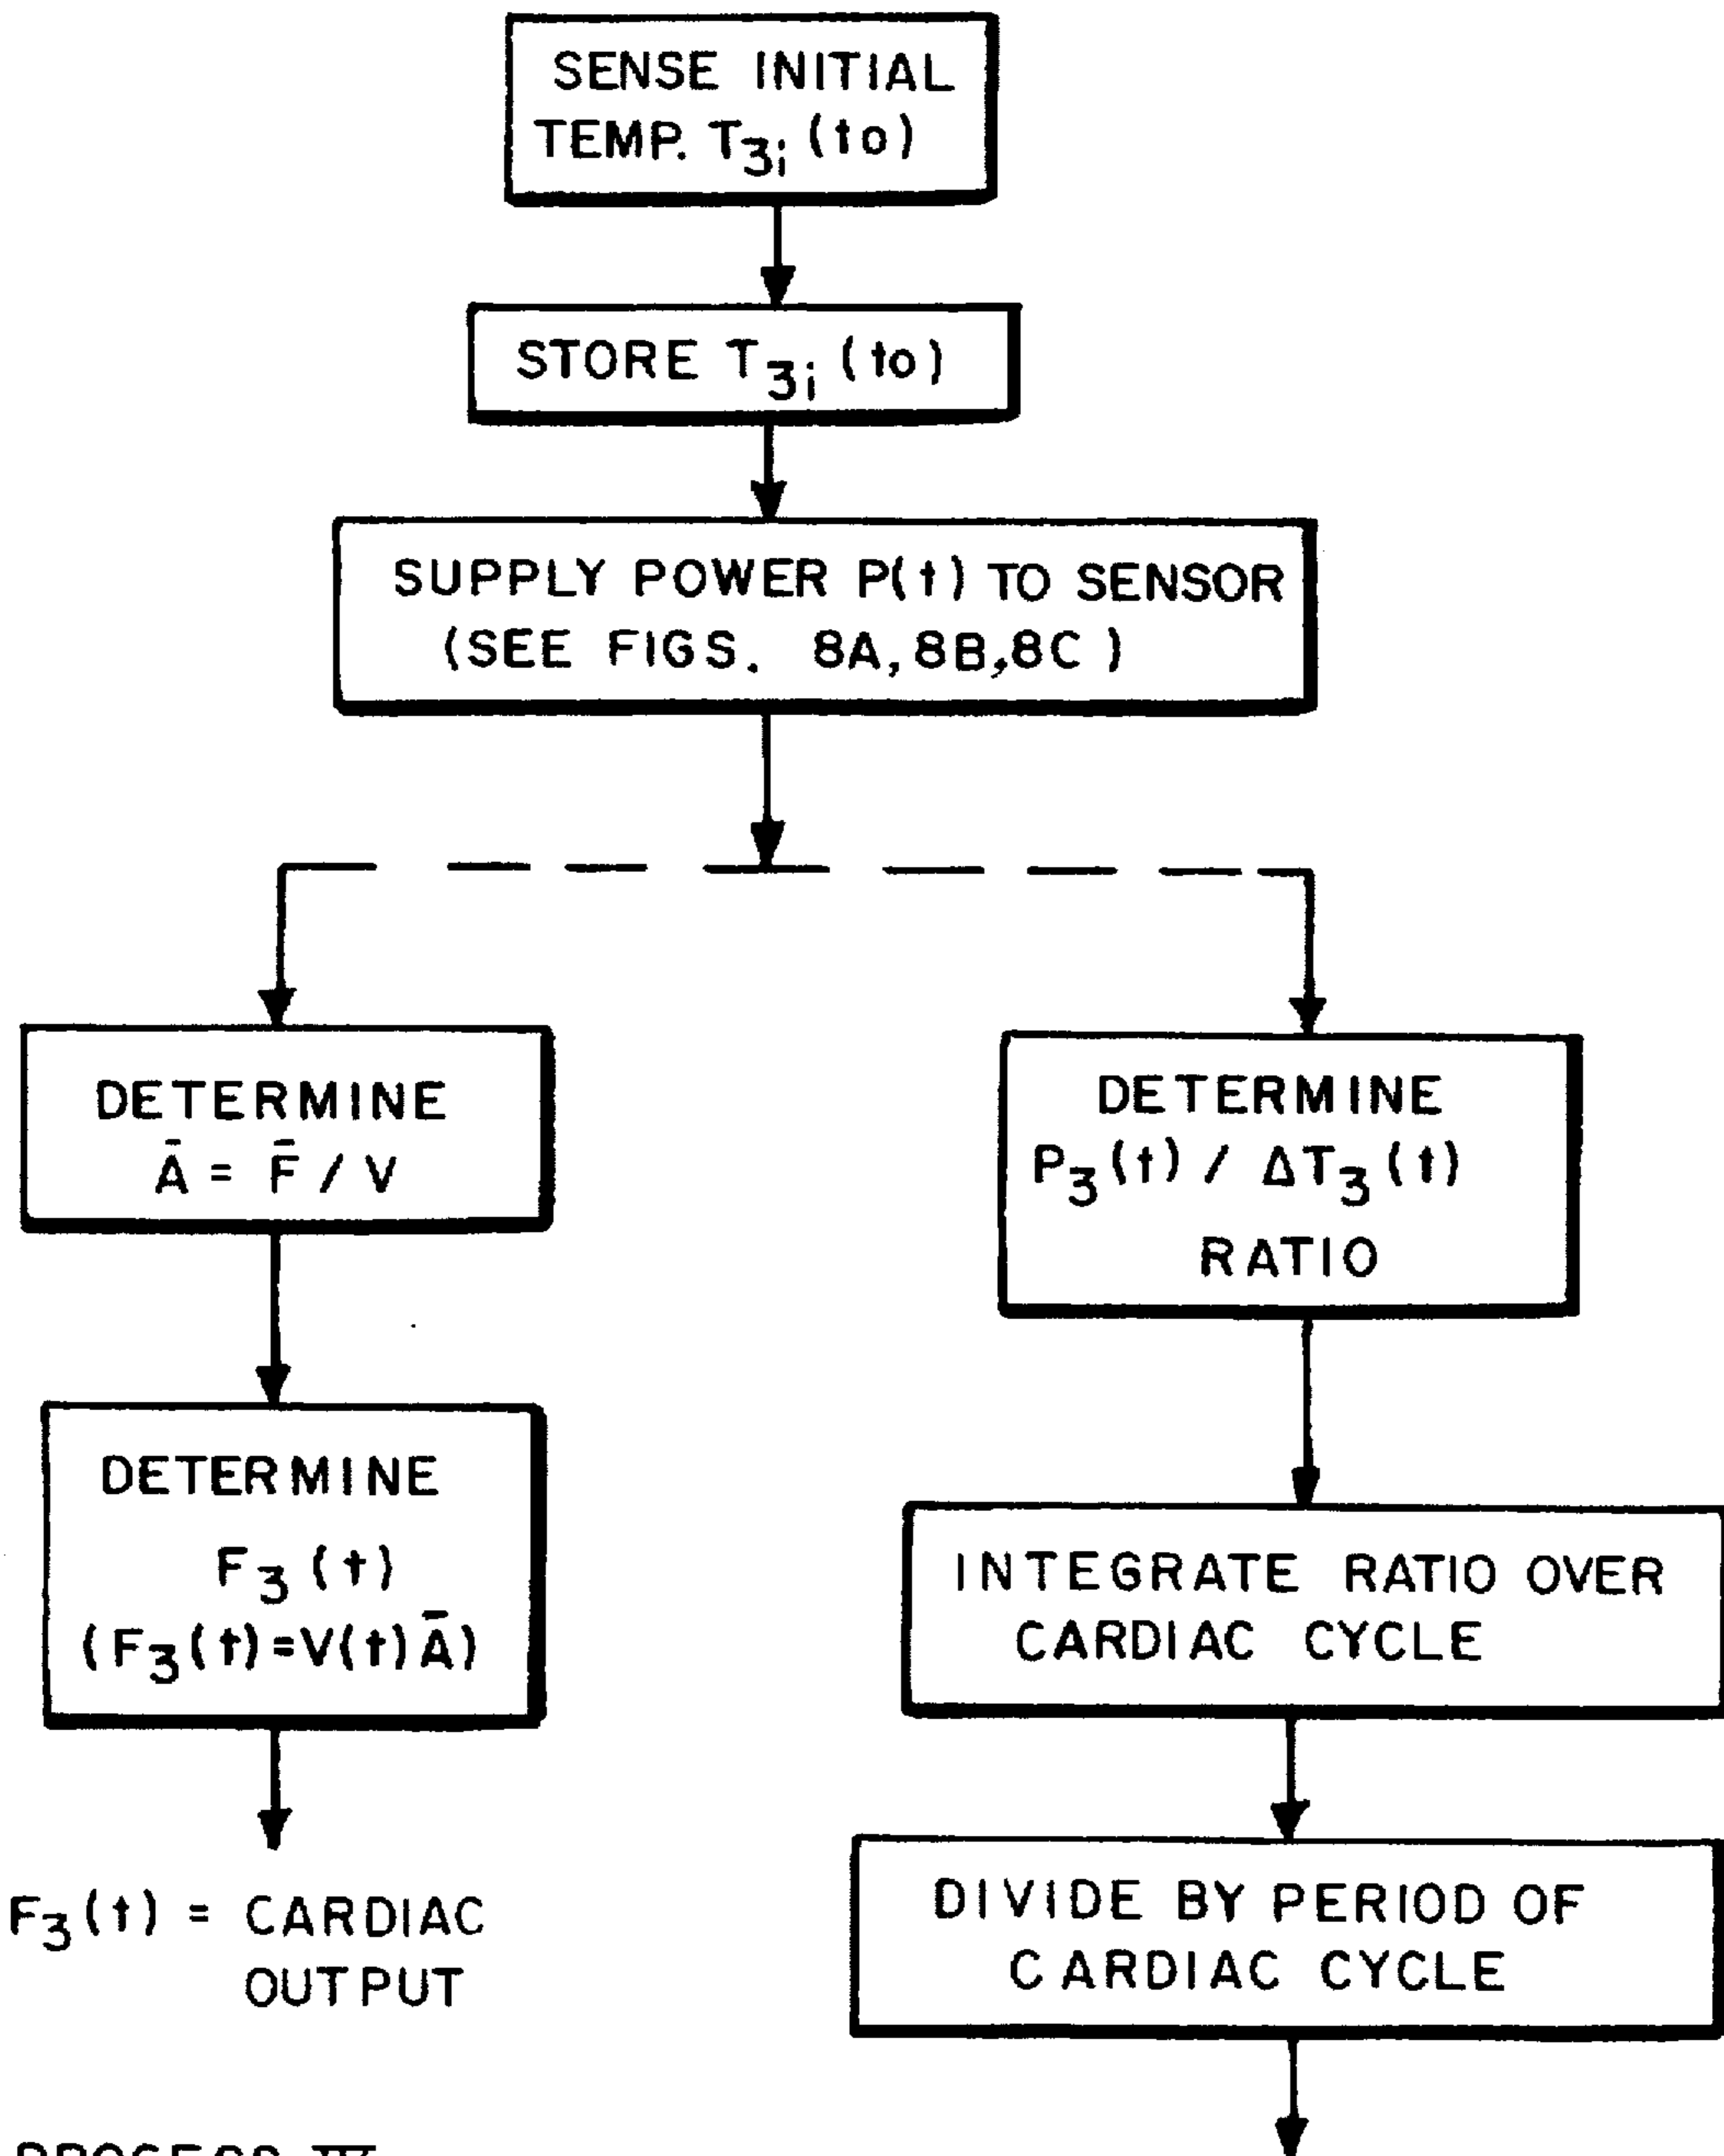 SENSE INITIAL
TEMP. T₃ᵢ (to)
STORE T₃ᵢ (to)
SUPPLY POWER P(t) TO SENSOR
(SEE FIGS. 8A, 8B, 8C )
DETERMINE
Ā = F̄ / V
DETERMINE
F₃ (t)
(F₃(t)=V(t)Ā)
F₃(t) = CARDIAC
OUTPUT
DETERMINE
P₃(t) / ΔT₃(t)
RATIO
INTEGRATE RATIO OVER
CARDIAC CYCLE
DIVIDE BY PERIOD OF
CARDIAC CYCLE
PROCESS